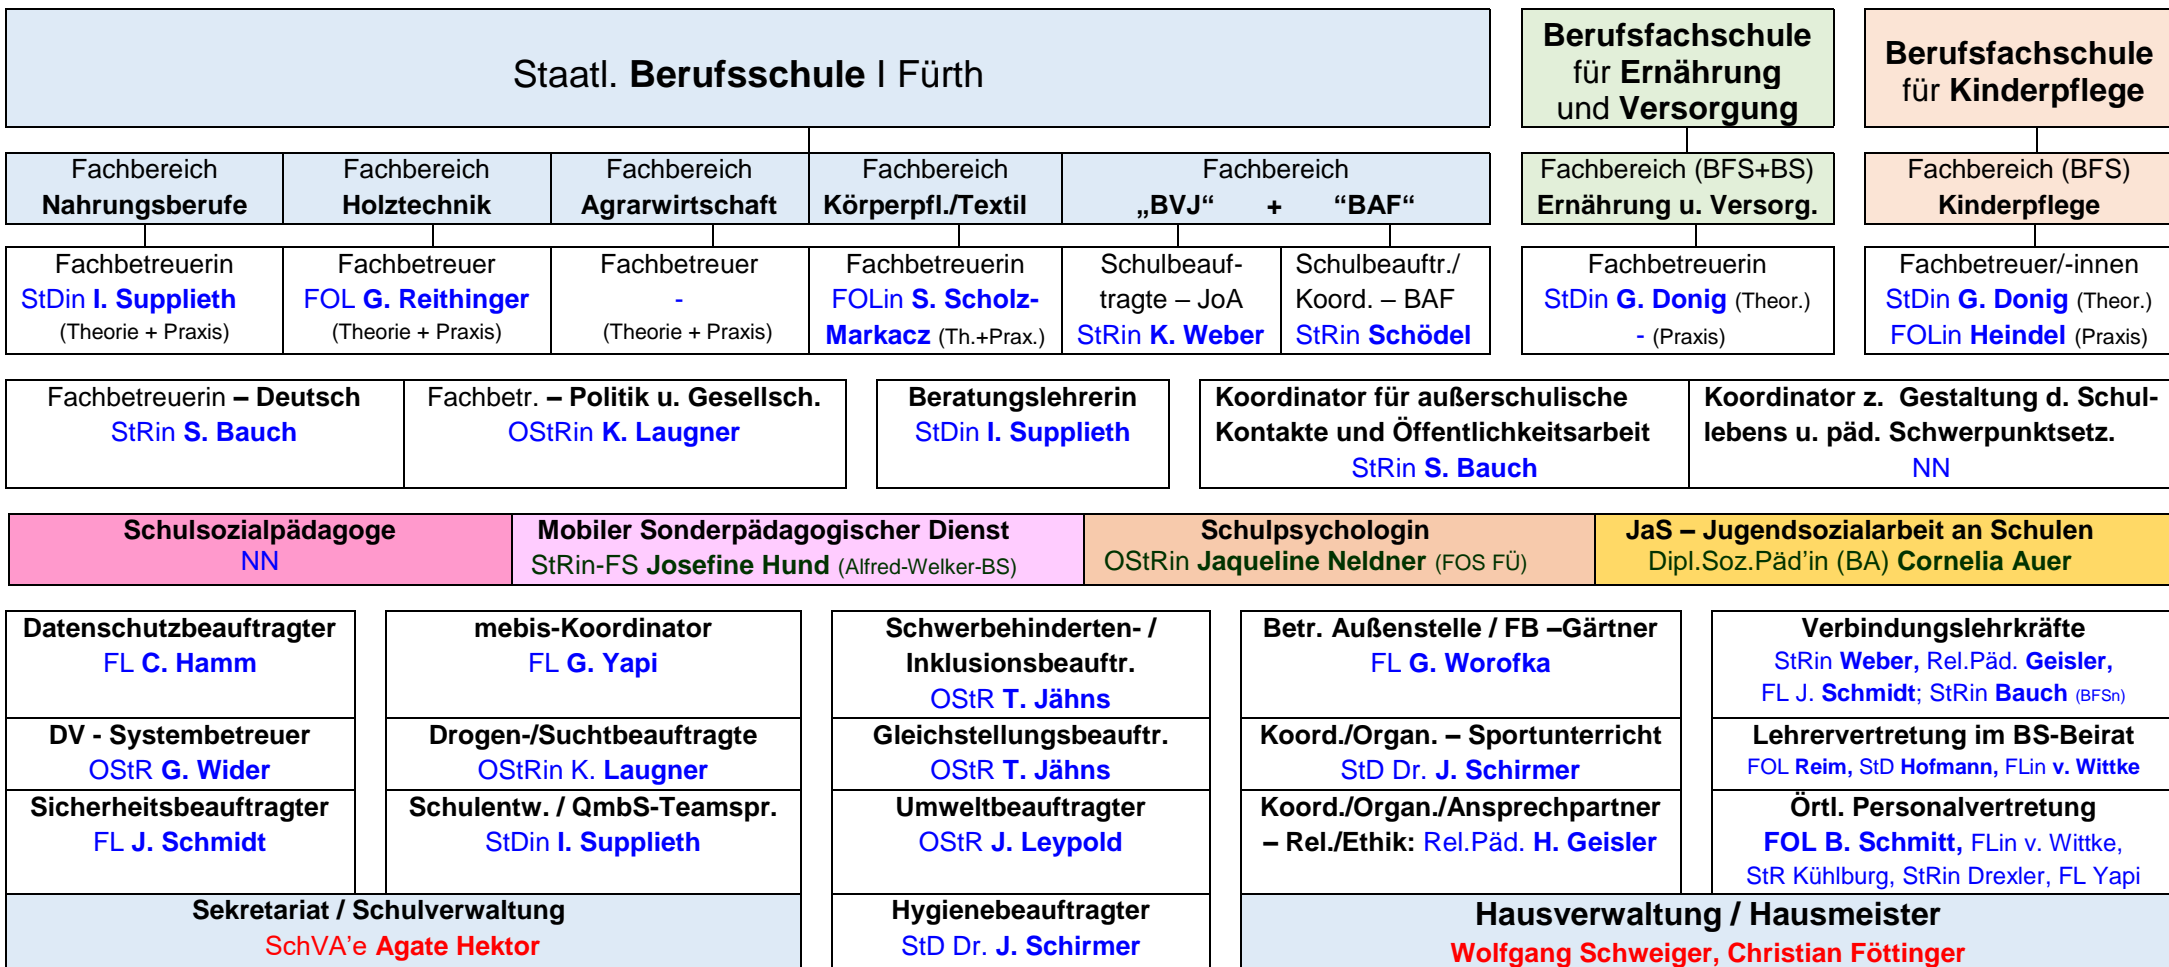 Staatl. Berufsschule I Fürth
Berufsfachschule
für Ernährung
und Versorgung
Berufsfachschule
für Kinderpflege
Fachbereich
Nahrungsberufe
Fachbereich
Holztechnik
Fachbereich
Agrarwirtschaft
Fachbereich
Körperpfl./Textil
Fachbereich
„BVJ“ + “BAF“
Fachbereich (BFS+BS)
Ernährung u. Versorg.
Fachbereich (BFS)
Kinderpflege
Fachbetreuerin
StDin I. Supplieth
(Theorie + Praxis)
Fachbetreuer
FOL G. Reithinger
(Theorie + Praxis)
Fachbetreuer
-
(Theorie + Praxis)
Fachbetreuerin
FOLin S. Scholz-
Markacz (Th.+Prax.)
Schulbeauf-
tragte – JoA
StRin K. Weber
Schulbeauftr./
Koord. – BAF
StRin Schödel
Fachbetreuerin
StDin G. Donig (Theor.)
- (Praxis)
Fachbetreuer/-innen
StDin G. Donig (Theor.)
FOLin Heindel (Praxis)
Fachbetreuerin – Deutsch
StRin S. Bauch
Fachbetr. – Politik u. Gesellsch.
OStRin K. Laugner
Beratungslehrerin
StDin I. Supplieth
Koordinator für außerschulische
Kontakte und Öffentlichkeitsarbeit
StRin S. Bauch
Koordinator z. Gestaltung d. Schul-
lebens u. päd. Schwerpunktsetz.
NN
Schulsozialpädagoge
NN
Mobiler Sonderpädagogischer Dienst
StRin-FS Josefine Hund (Alfred-Welker-BS)
Schulpsychologin
OStRin Jaqueline Neldner (FOS FÜ)
JaS – Jugendsozialarbeit an Schulen
Dipl.Soz.Päd’in (BA) Cornelia Auer
Datenschutzbeauftragter
FL C. Hamm
mebis-Koordinator
FL G. Yapi
Schwerbehinderten- /
Inklusionsbeauftr.
OStR T. Jähns
Betr. Außenstelle / FB –Gärtner
FL G. Worofka
Verbindungslehrkräfte
StRin Weber, Rel.Päd. Geisler,
FL J. Schmidt; StRin Bauch (BFSn)
DV - Systembetreuer
OStR G. Wider
Drogen-/Suchtbeauftragte
OStRin K. Laugner
Gleichstellungsbeauftr.
OStR T. Jähns
Koord./Organ. – Sportunterricht
StD Dr. J. Schirmer
Lehrervertretung im BS-Beirat
FOL Reim, StD Hofmann, FLin v. Wittke
Sicherheitsbeauftragter
FL J. Schmidt
Schulentw. / QmbS-Teamspr.
StDin I. Supplieth
Umweltbeauftragter
OStR J. Leypold
Koord./Organ./Ansprechpartner
– Rel./Ethik: Rel.Päd. H. Geisler
Örtl. Personalvertretung
FOL B. Schmitt, FLin v. Wittke,
StR Kühlburg, StRin Drexler, FL Yapi
Sekretariat / Schulverwaltung
SchVA’e Agate Hektor
Hygienebeauftragter
StD Dr. J. Schirmer
Hausverwaltung / Hausmeister
Wolfgang Schweiger, Christian Föttinger